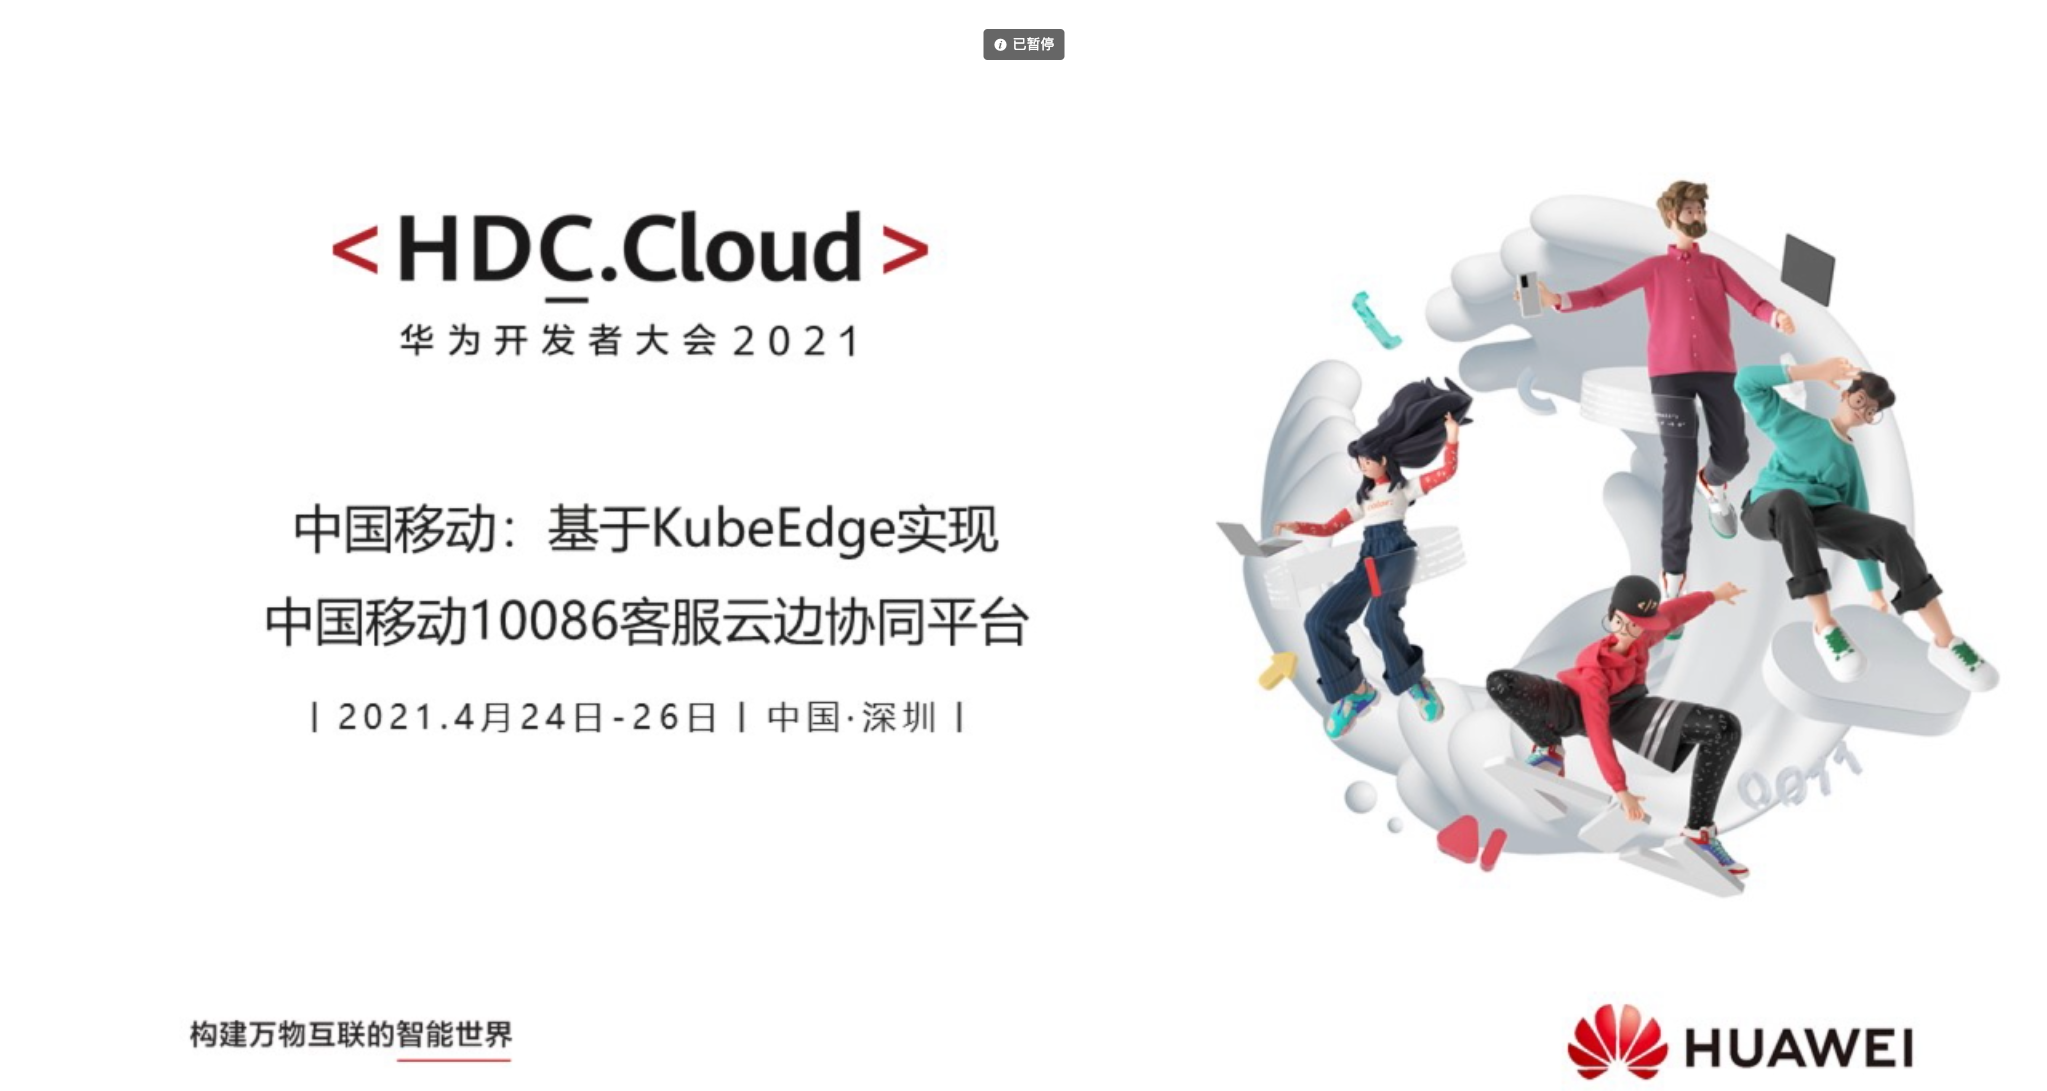 已暂停
<HDC.Cloud>
华为开发者大会2021
中国移动：基于KubeEdge实现
中国移动10086客服云边协同平台
| 2021.4月24日-26日 | 中国·深圳 |
0011
构建万物互联的智能世界
HUAWEI